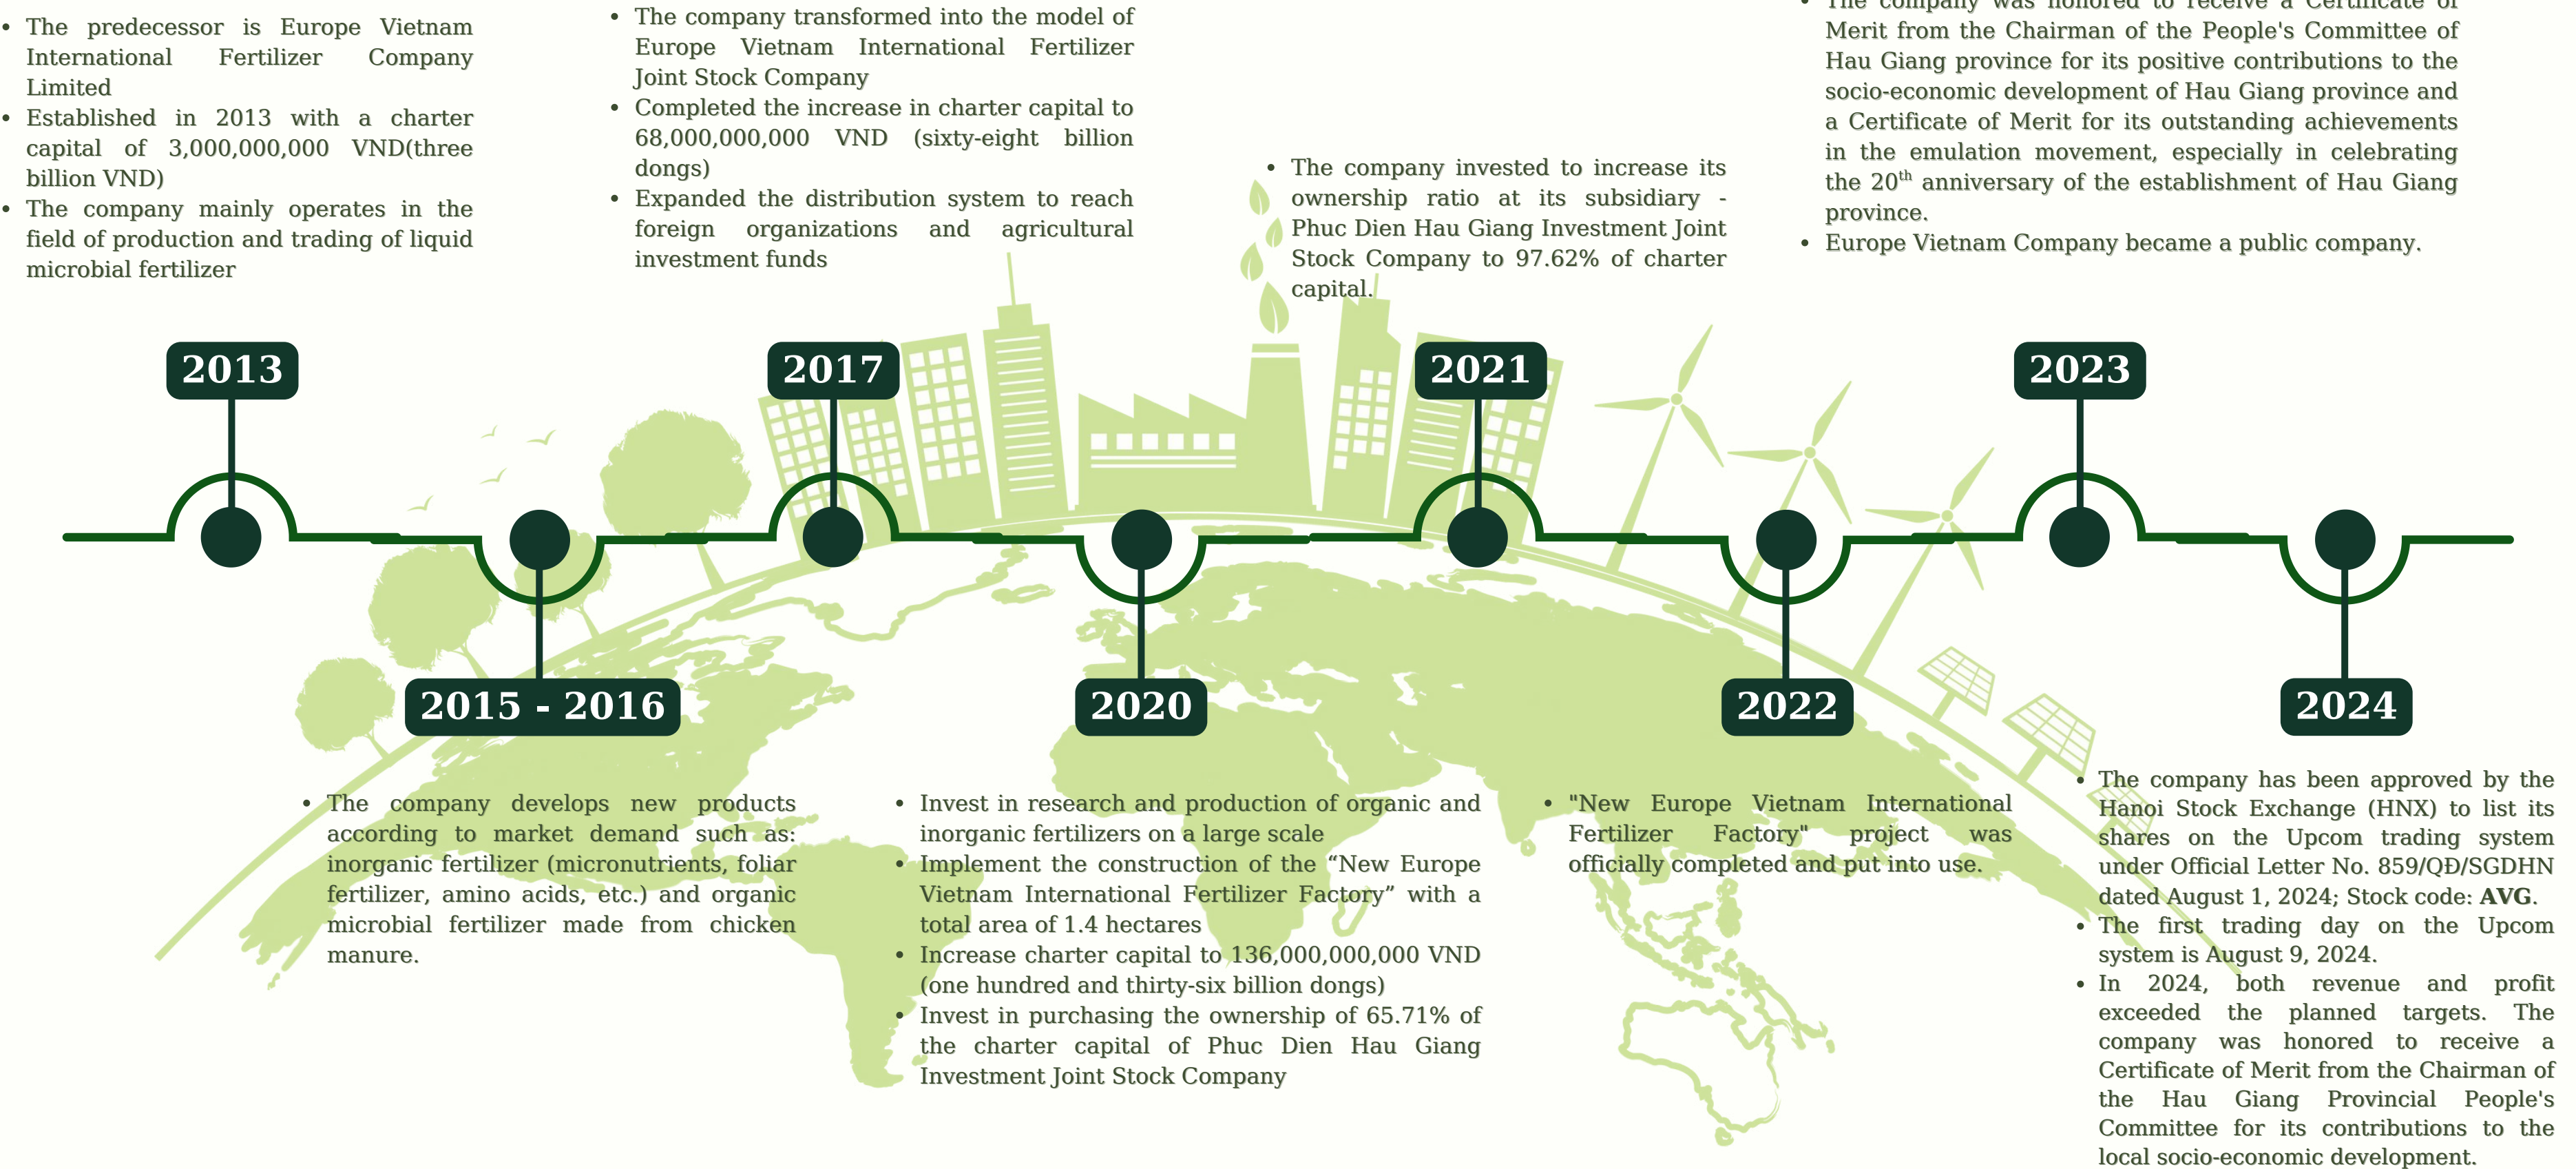 • The predecessor is Europe Vietnam
International Fertilizer Company
Limited
• Established in 2013 with a charter
capital of 3,000,000,000 VND(three
billion VND)
• The company mainly operates in the
field of production and trading of liquid
microbial fertilizer
2013
• The company develops new products
according to market demand such as:
inorganic fertilizer (micronutrients, foliar
fertilizer, amino acids, etc.) and organic
microbial fertilizer made from chicken
manure.
2015 - 2016
• The company transformed into the model of
Europe Vietnam International Fertilizer
Joint Stock Company
• Completed the increase in charter capital to
68,000,000,000 VND (sixty-eight billion
dongs)
• Expanded the distribution system to reach
foreign organizations and agricultural
investment funds
2017
2020
• Invest in research and production of organic and
inorganic fertilizers on a large scale
• Implement the construction of the “New Europe
Vietnam International Fertilizer Factory” with a
total area of 1.4 hectares
• Increase charter capital to 136,000,000,000 VND
(one hundred and thirty-six billion dongs)
• Invest in purchasing the ownership of 65.71% of
the charter capital of Phuc Dien Hau Giang
Investment Joint Stock Company
• The company invested to increase its
ownership ratio at its subsidiary -
Phuc Dien Hau Giang Investment Joint
Stock Company to 97.62% of charter
capital.
2021
2022
• "New Europe Vietnam International
Fertilizer Factory" project was
officially completed and put into use.
• The company was honored to receive a Certificate of
Merit from the Chairman of the People's Committee of
Hau Giang province for its positive contributions to the
socio-economic development of Hau Giang province and
a Certificate of Merit for its outstanding achievements
in the emulation movement, especially in celebrating
the 20th anniversary of the establishment of Hau Giang
province.
• Europe Vietnam Company became a public company.
2023
2024
• The company has been approved by the
Hanoi Stock Exchange (HNX) to list its
shares on the Upcom trading system
under Official Letter No. 859/QĐ/SGDHN
dated August 1, 2024; Stock code: AVG.
• The first trading day on the Upcom
system is August 9, 2024.
• In 2024, both revenue and profit
exceeded the planned targets. The
company was honored to receive a
Certificate of Merit from the Chairman of
the Hau Giang Provincial People's
Committee for its contributions to the
local socio-economic development.